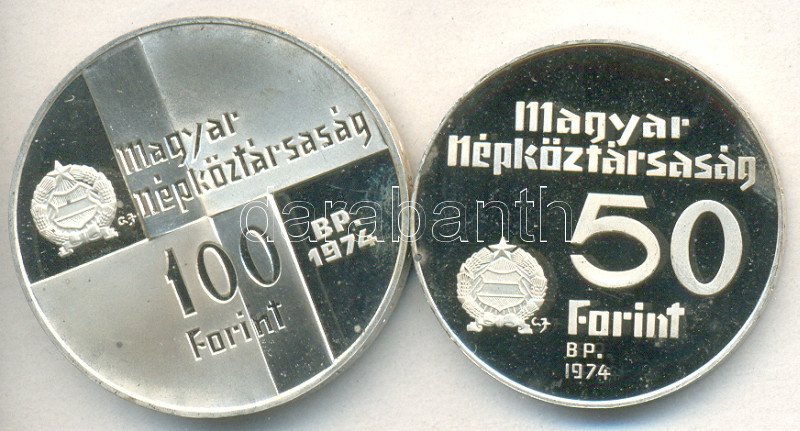 Magyar
Népköztársaság
100
Forint
BP.
1974
C.J.
Magyar
Népköztársaság
50
Forint
BP.
1974
C.J.
darabanth